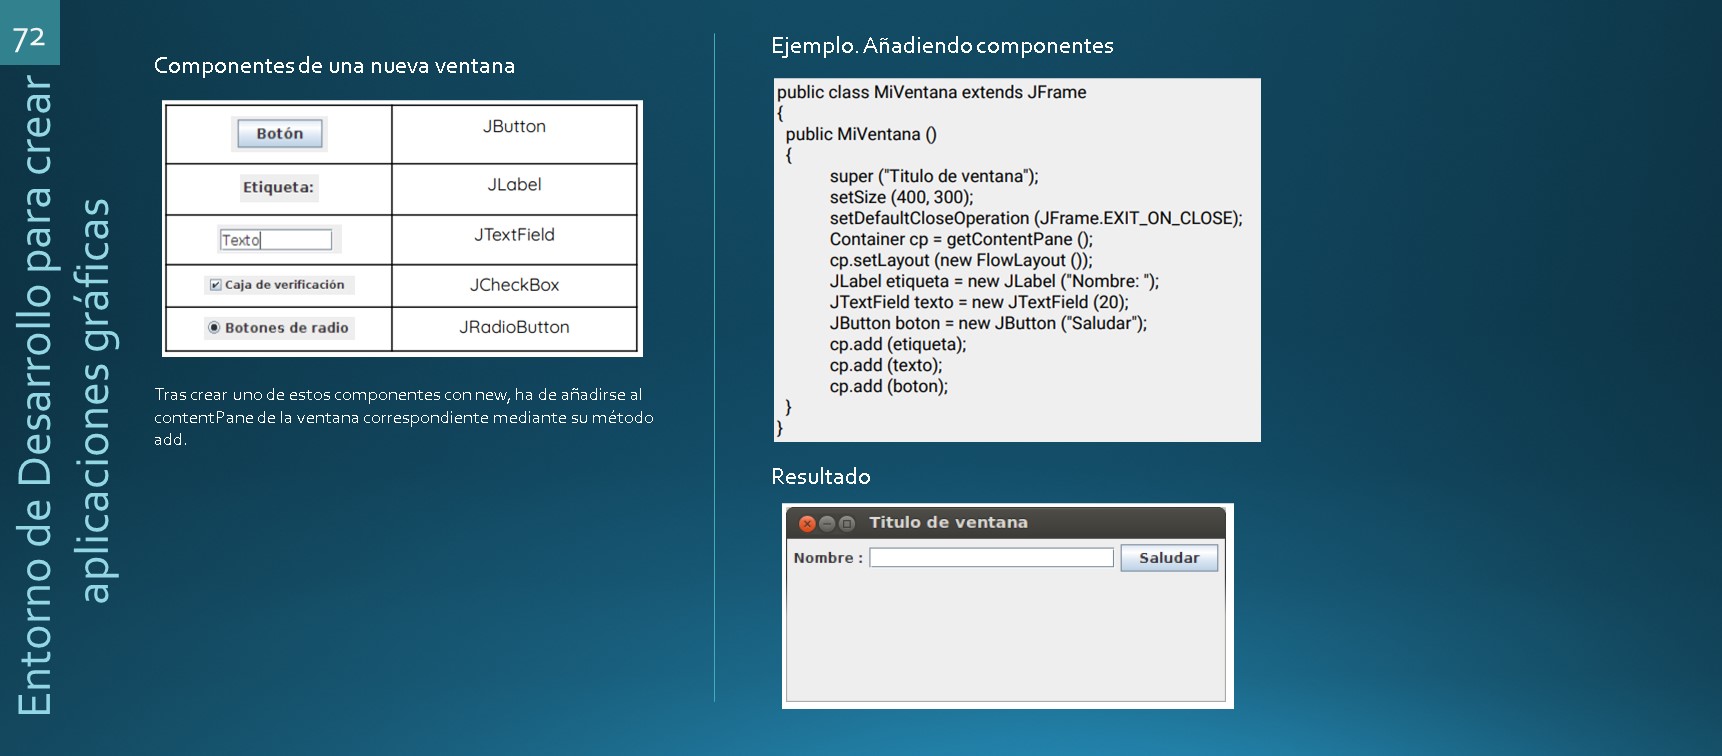 72
Entorno de Desarrollo para crear
aplicaciones gráficas
Componentes de una nueva ventana
Botón JButton
Etiqueta: JLabel
Texto JTextField
Caja de verificación JCheckBox
Botones de radio JRadioButton
Tras crear uno de estos componentes con new, ha de añadirse al
contentPane de la ventana correspondiente mediante su método
add.
Ejemplo. Añadiendo componentes
public class MiVentana extends JFrame
{
public MiVentana ()
{
super ("Titulo de ventana");
setSize (400, 300);
setDefaultCloseOperation (JFrame.EXIT_ON_CLOSE);
Container cp = getContentPane ();
cp.setLayout (new FlowLayout ());
JLabel etiqueta = new JLabel ("Nombre: ");
JTextField texto = new JTextField (20);
JButton boton = new JButton ("Saludar");
cp.add (etiqueta);
cp.add (texto);
cp.add (boton);
}
}
Resultado
Titulo de ventana
Nombre : Saludar